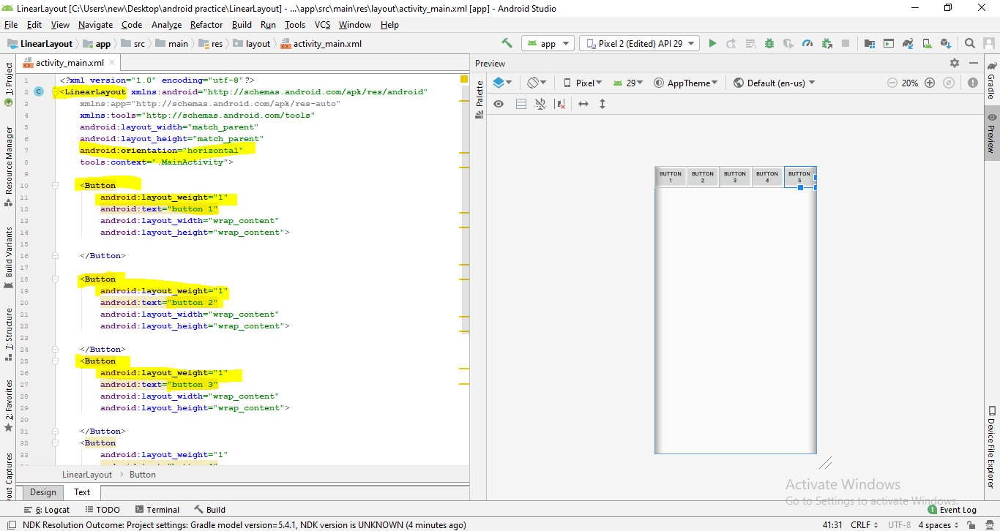 LinearLayout [C:\Users\new\Desktop\android practice\LinearLayout] - ...\app\src\main\res\layout\activity_main.xml [app] - Android Studio
File Edit View Navigate Code Analyze Refactor Build Run Tools VCS Window Help
LinearLayout app src main res layout activity_main.xml app Pixel 2 (Edited) API 29
activity_main.xml
Preview
Pixel 29 AppTheme Default (en-us) 20%
1: Project
Resource Manager
Build Variants
7: Structure
2: Favorites
out Captures
1 <?xml version="1.0" encoding="utf-8"?>
2 C <LinearLayout xmlns:android="http://schemas.android.com/apk/res/android"
3 xmlns:app="http://schemas.android.com/apk/res-auto"
4 xmlns:tools="http://schemas.android.com/tools"
5 android:layout_width="match_parent"
6 android:layout_height="match_parent"
7 android:orientation="horizontal"
8 tools:context=".MainActivity">
9
10 <Button
11 android:layout_weight="1"
12 android:text="button 1"
13 android:layout_width="wrap_content"
14 android:layout_height="wrap_content">
15
16 </Button>
17
18 <Button
19 android:layout_weight="1"
20 android:text="button 2"
21 android:layout_width="wrap_content"
22 android:layout_height="wrap_content">
23
24 </Button>
25 <Button
26 android:layout_weight="1"
27 android:text="button 3"
28 android:layout_width="wrap_content"
29 android:layout_height="wrap_content">
30
31 </Button>
32 <Button
33 android:layout_weight="1"
LinearLayout Button
Design Text
Palette
BUTTON 1
BUTTON 2
BUTTON 3
BUTTON 4
BUTTON 5
Gradle
Preview
Device File Explorer
Activate Windows
Go to Settings to activate Windows.
6: Logcat TODO Terminal Build 1 Event Log
NDK Resolution Outcome: Project settings: Gradle model version=5.4.1, NDK version is UNKNOWN (4 minutes ago) 41:31 CRLF UTF-8 4 spaces